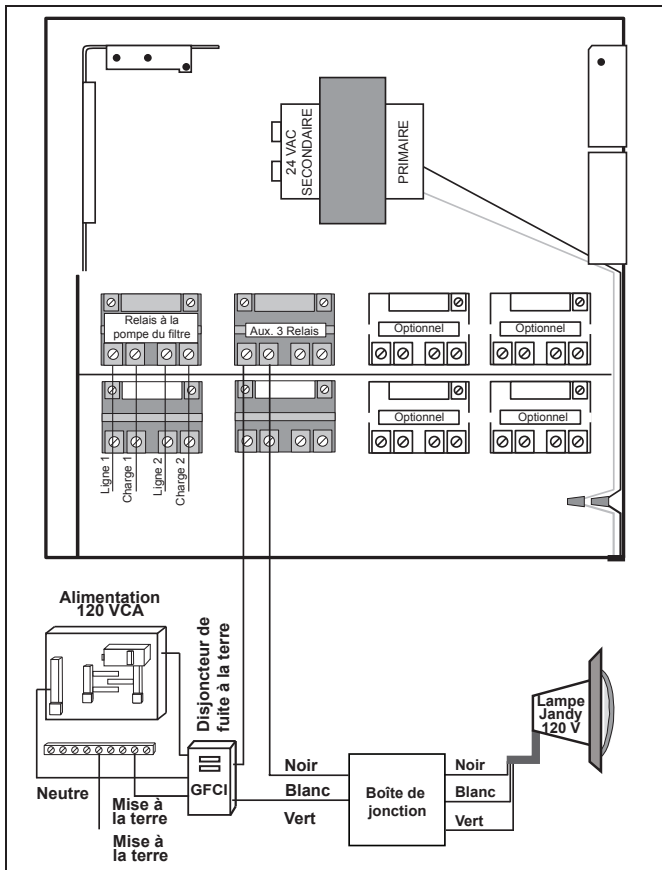 24 VAC
SECONDAIRE
PRIMAIRE
Relais à la
pompe du filtre
Aux. 3 Relais
Optionnel
Optionnel
Optionnel
Optionnel
Ligne 1
Charge 1
Ligne 2
Charge 2
Alimentation
120 VCA
Disjoncteur de
fuite à la terre
Lampe
Jandy
120 V
GFCI
Neutre
Mise à
la terre
Mise à
la terre
Noir
Blanc
Vert
Boîte de
jonction
Noir
Blanc
Vert